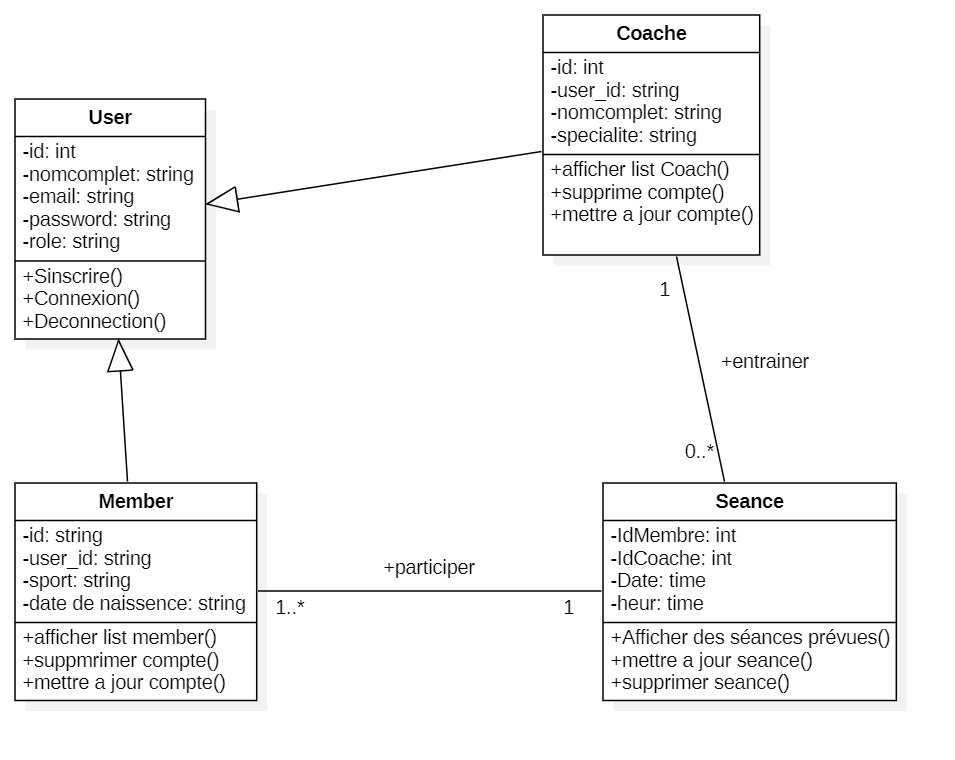 Coache
-id: int
-user_id: string
-nomcomplet: string
-specialite: string
+afficher list Coach()
+supprime compte()
+mettre a jour compte()
User
-id: int
-nomcomplet: string
-email: string
-password: string
-role: string
+Sinscrire()
+Connexion()
+Deconnection()
1
+entrainer
0..*
Member
-id: string
-user_id: string
-sport: string
-date de naissence: string
+afficher list member()
+suppmrimer compte()
+mettre a jour compte()
+participer
1..*
1
Seance
-IdMembre: int
-IdCoache: int
-Date: time
-heur: time
+Afficher des séances prévues()
+mettre a jour seance()
+supprimer seance()